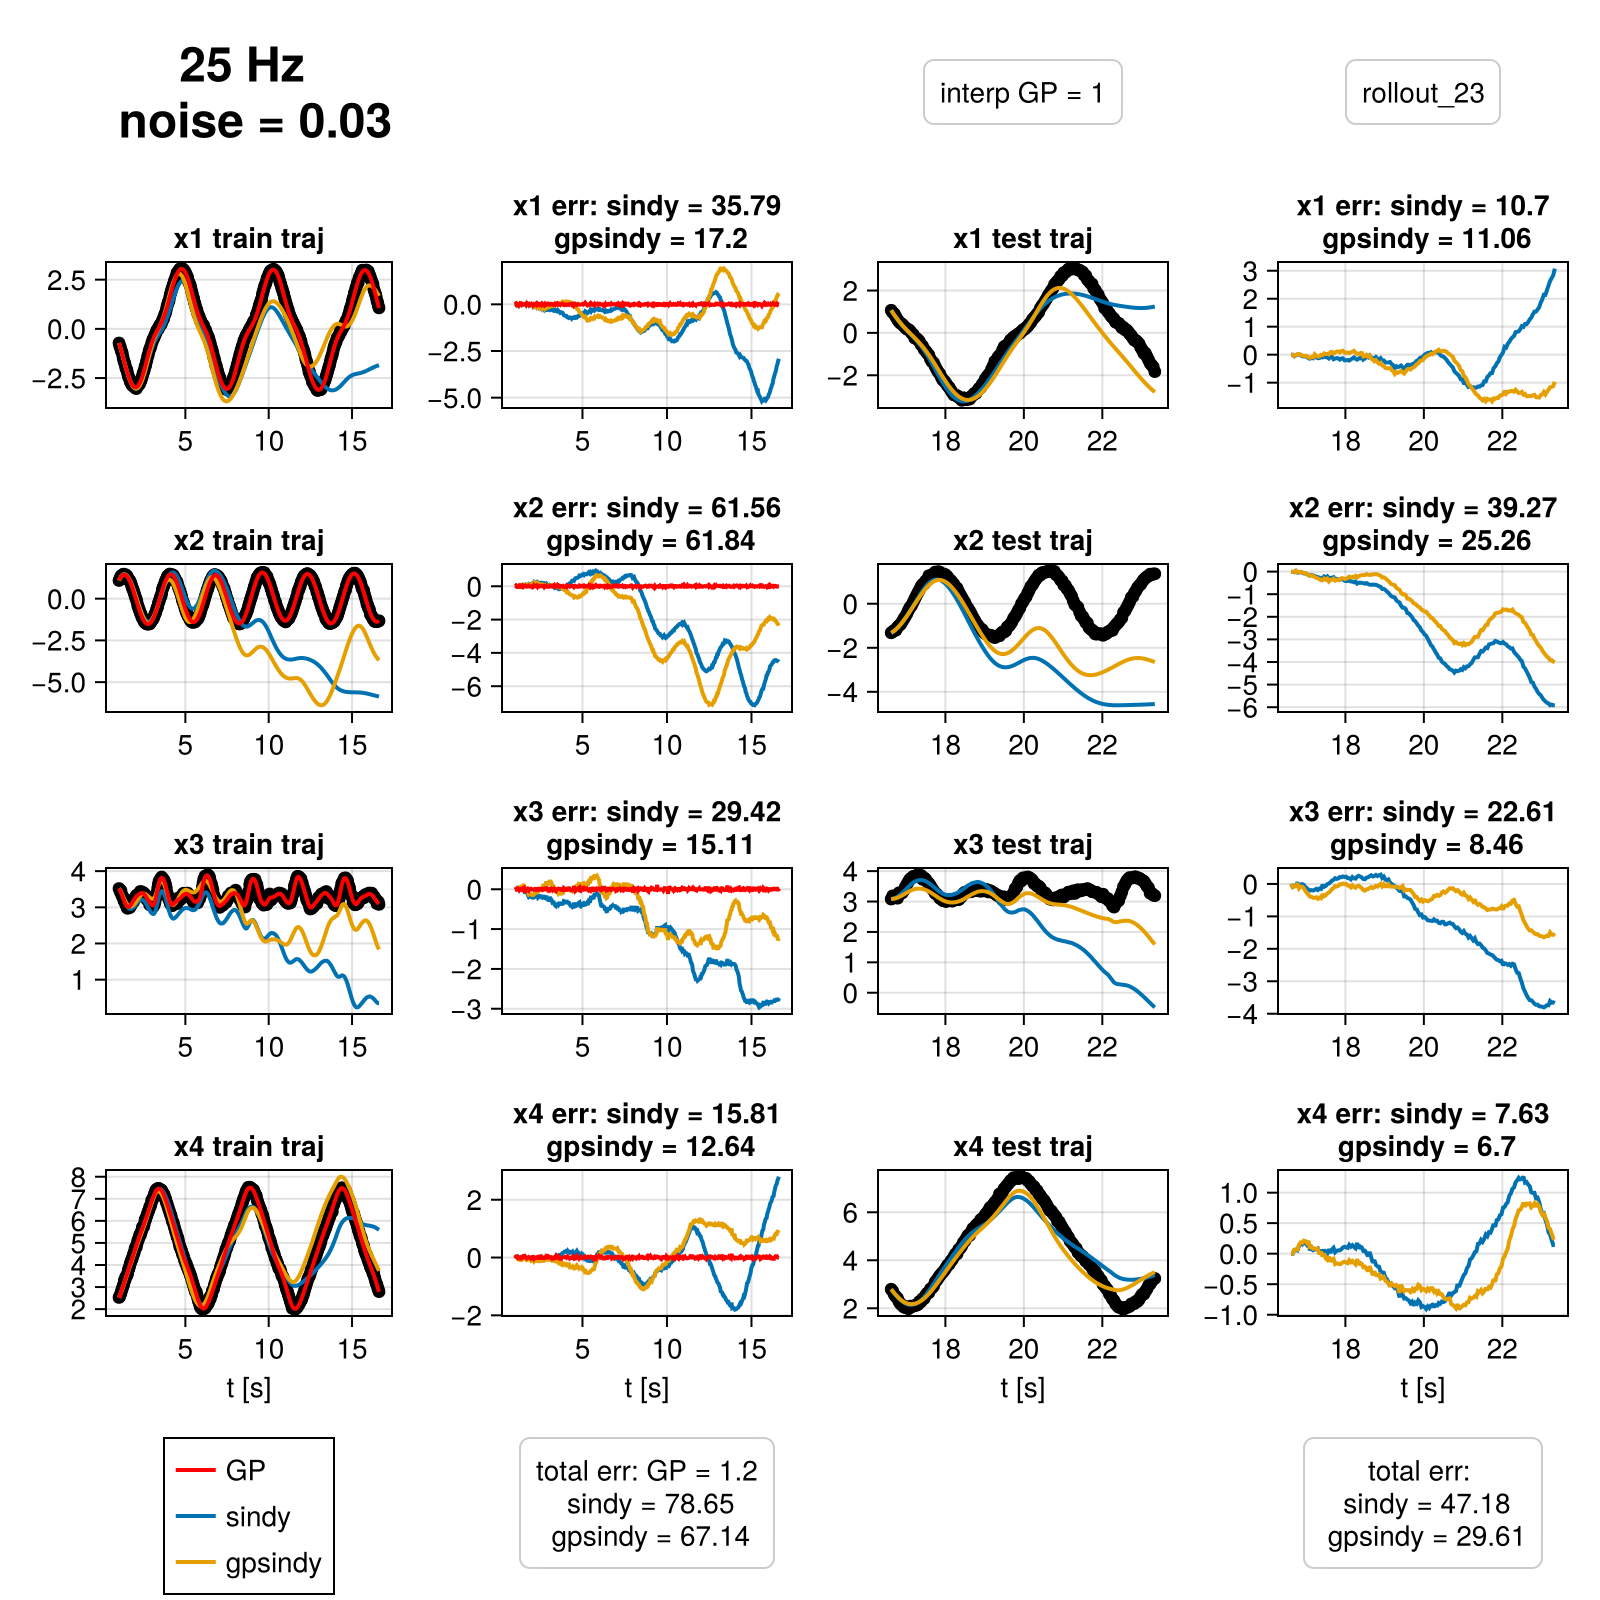 25 Hz
noise = 0.03
interp GP = 1
rollout_23
x1 train traj
2.5
0.0
−2.5
5 10 15
x1 err: sindy = 35.79
gpsindy = 17.2
0.0
−2.5
−5.0
5 10 15
x1 test traj
2
0
−2
18 20 22
x1 err: sindy = 10.7
gpsindy = 11.06
3
2
1
0
−1
18 20 22
x2 train traj
0.0
−2.5
−5.0
5 10 15
x2 err: sindy = 61.56
gpsindy = 61.84
0
−2
−4
−6
5 10 15
x2 test traj
0
−2
−4
18 20 22
x2 err: sindy = 39.27
gpsindy = 25.26
0
−1
−2
−3
−4
−5
−6
18 20 22
x3 train traj
4
3
2
1
5 10 15
x3 err: sindy = 29.42
gpsindy = 15.11
0
−1
−2
−3
5 10 15
x3 test traj
4
3
2
1
0
18 20 22
x3 err: sindy = 22.61
gpsindy = 8.46
0
−1
−2
−3
−4
18 20 22
x4 train traj
8
7
6
5
4
3
2
5 10 15
t [s]
x4 err: sindy = 15.81
gpsindy = 12.64
2
0
−2
5 10 15
t [s]
x4 test traj
6
4
2
18 20 22
t [s]
x4 err: sindy = 7.63
gpsindy = 6.7
1.0
0.5
0.0
−0.5
−1.0
18 20 22
t [s]
GP
sindy
gpsindy
total err: GP = 1.2
sindy = 78.65
gpsindy = 67.14
total err:
sindy = 47.18
gpsindy = 29.61